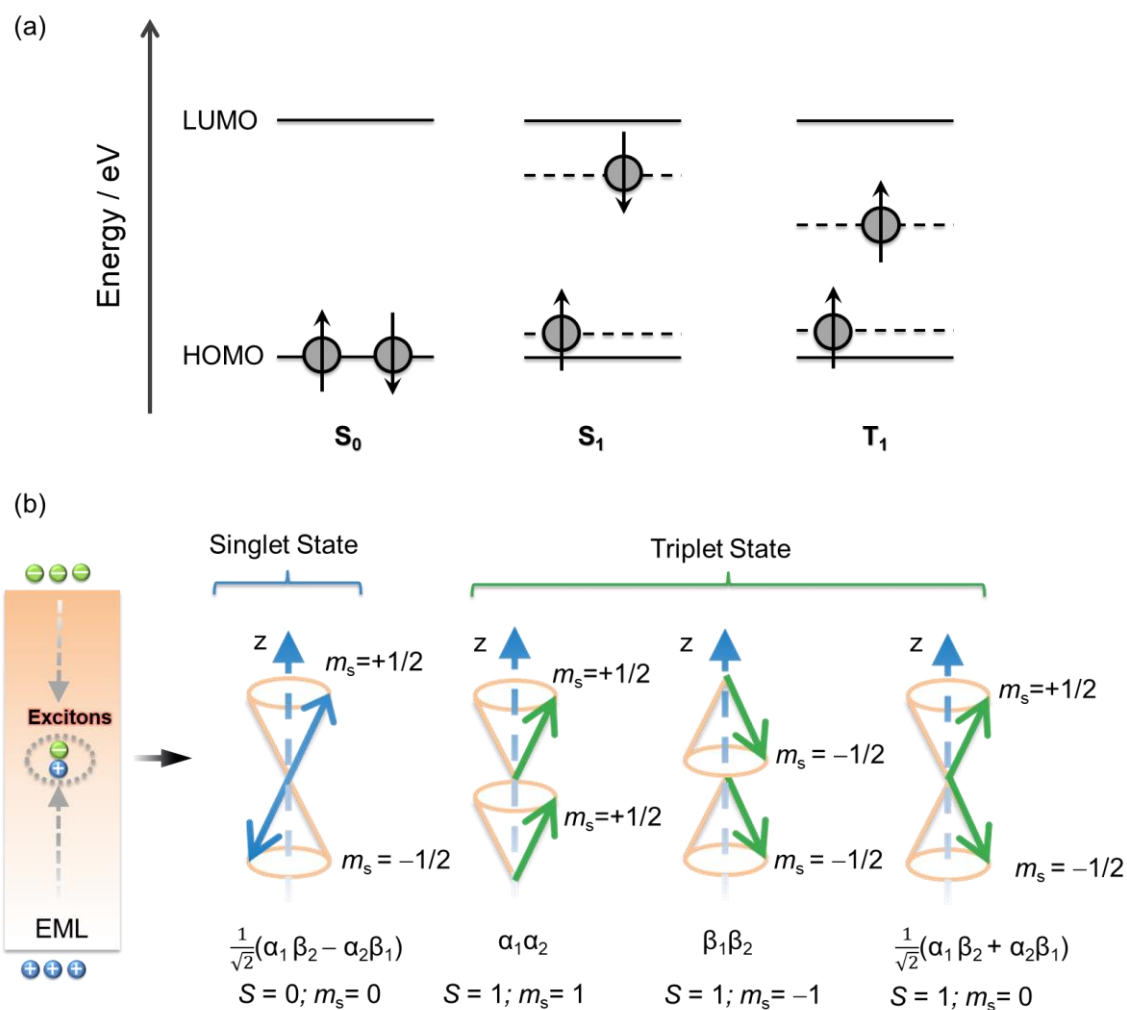 (a)
Energy / eV
LUMO
HOMO
S₀
S₁
T₁
(b)
Singlet State
Triplet State
z
mₛ=+1/2
mₛ = −1/2
z
mₛ=+1/2
mₛ=+1/2
z
mₛ = −1/2
mₛ = −1/2
z
mₛ=+1/2
mₛ = −1/2
Excitons
EML
1/√2(α₁ β₂ − α₂β₁)
α₁α₂
β₁β₂
1/√2(α₁ β₂ + α₂β₁)
S = 0; mₛ= 0
S = 1; mₛ= 1
S = 1; mₛ= −1
S = 1; mₛ= 0